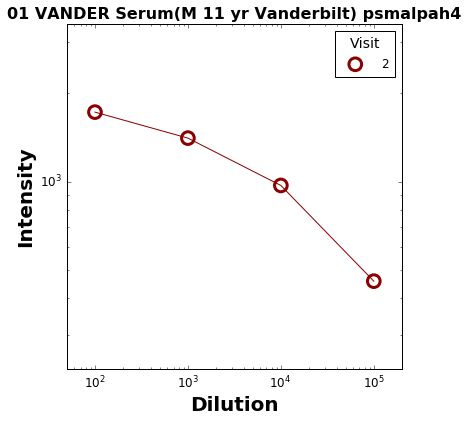 01 VANDER Serum(M 11 yr Vanderbilt) psmalpah4
Visit
2
10³
Intensity
10² 10³ 10⁴ 10⁵
Dilution